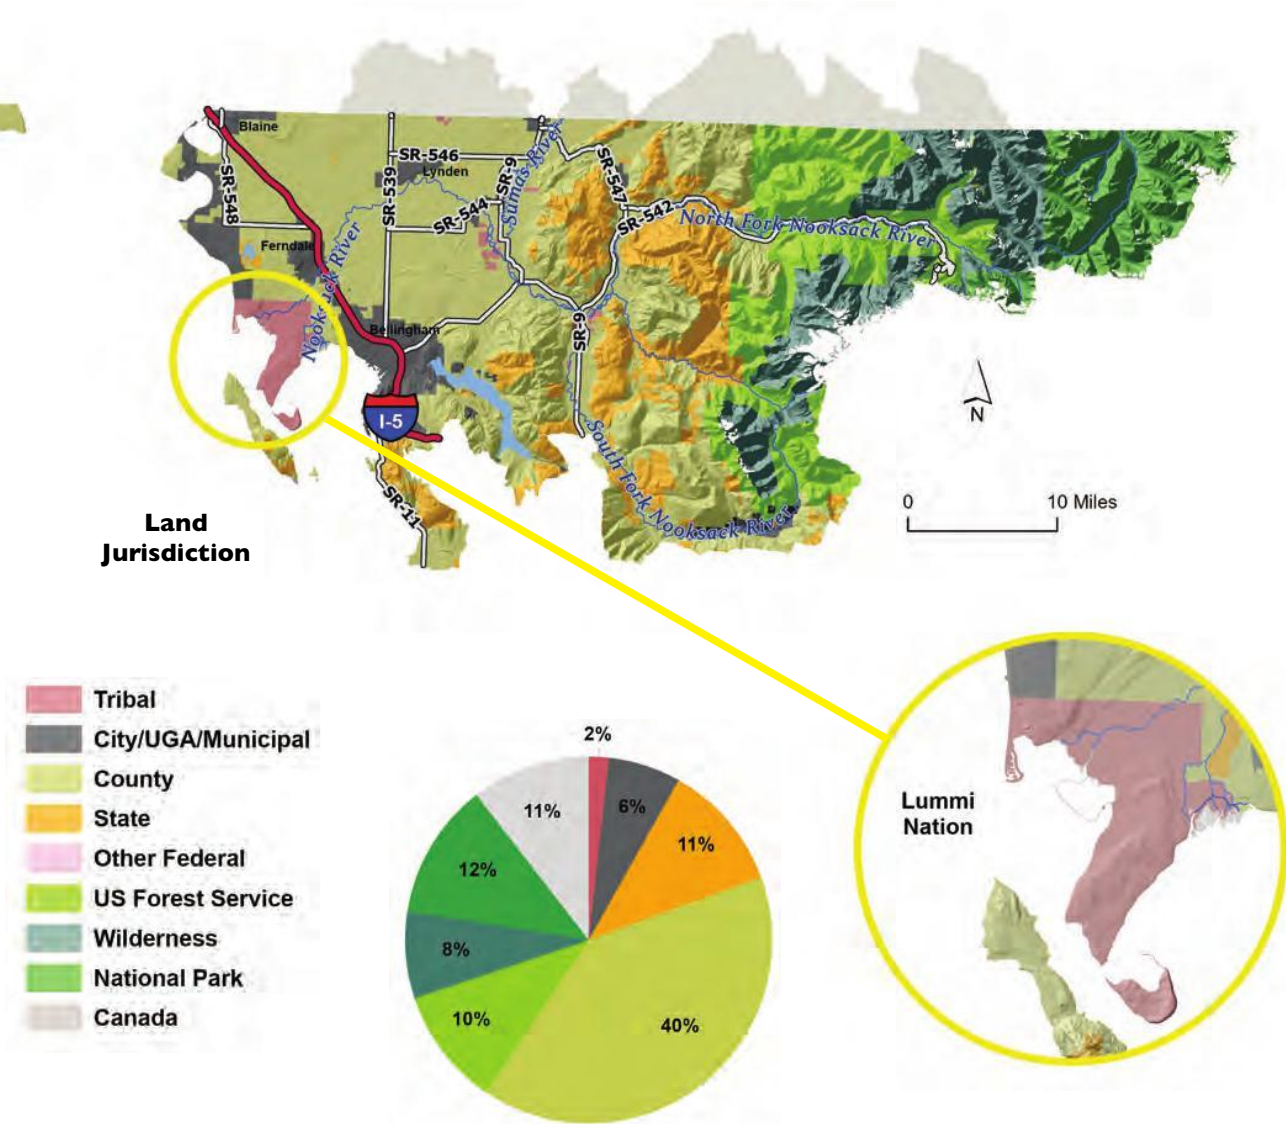 Blaine
SR-548
SR-539
SR-546
Lynden
SR-9
Sumas River
SR-544
SR-547
SR-542
North Fork Nooksack River
Ferndale
Nooksack River
Bellingham
SR-9
I-5
SR-11
South Fork Nooksack River
N
0 10 Miles
Land
Jurisdiction
Tribal
City/UGA/Municipal
County
State
Other Federal
US Forest Service
Wilderness
National Park
Canada
2%
6%
11%
40%
10%
8%
12%
11%
Lummi
Nation